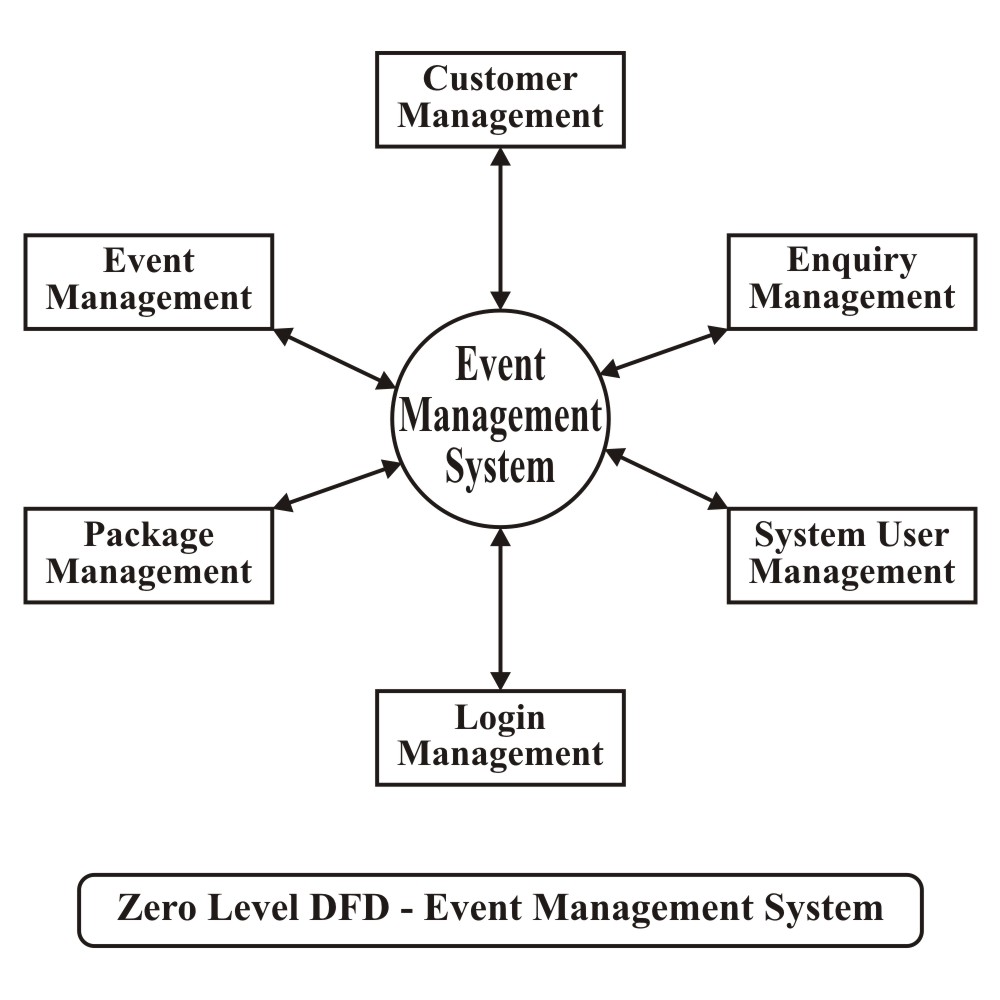 Customer
Management
Event
Management
Enquiry
Management
Event
Management
System
Package
Management
System User
Management
Login
Management
Zero Level DFD - Event Management System